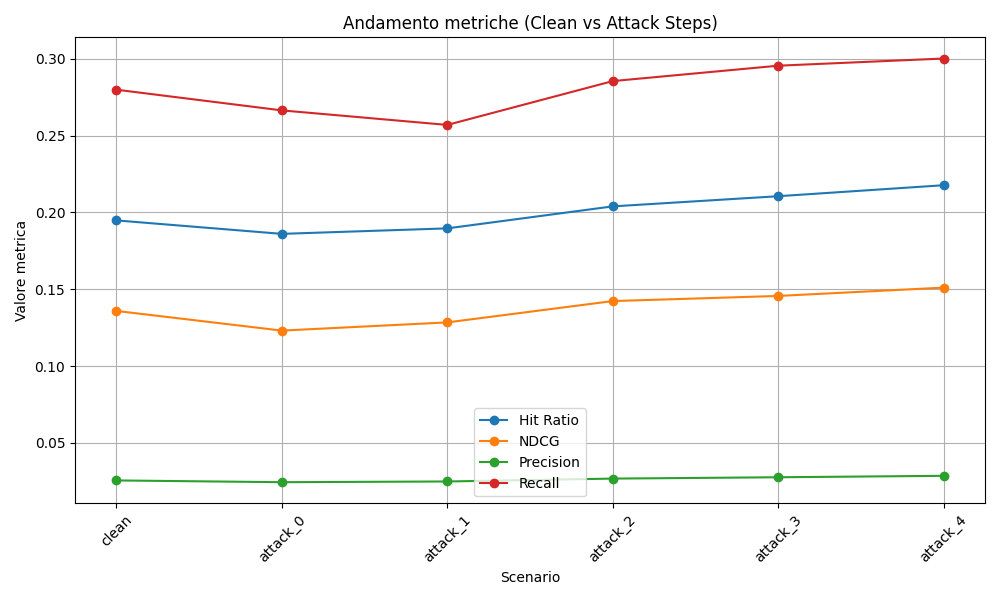 Andamento metriche (Clean vs Attack Steps)
Valore metrica
0.30
0.25
0.20
0.15
0.10
0.05
Hit Ratio
NDCG
Precision
Recall
clean
attack_0
attack_1
attack_2
attack_3
attack_4
Scenario